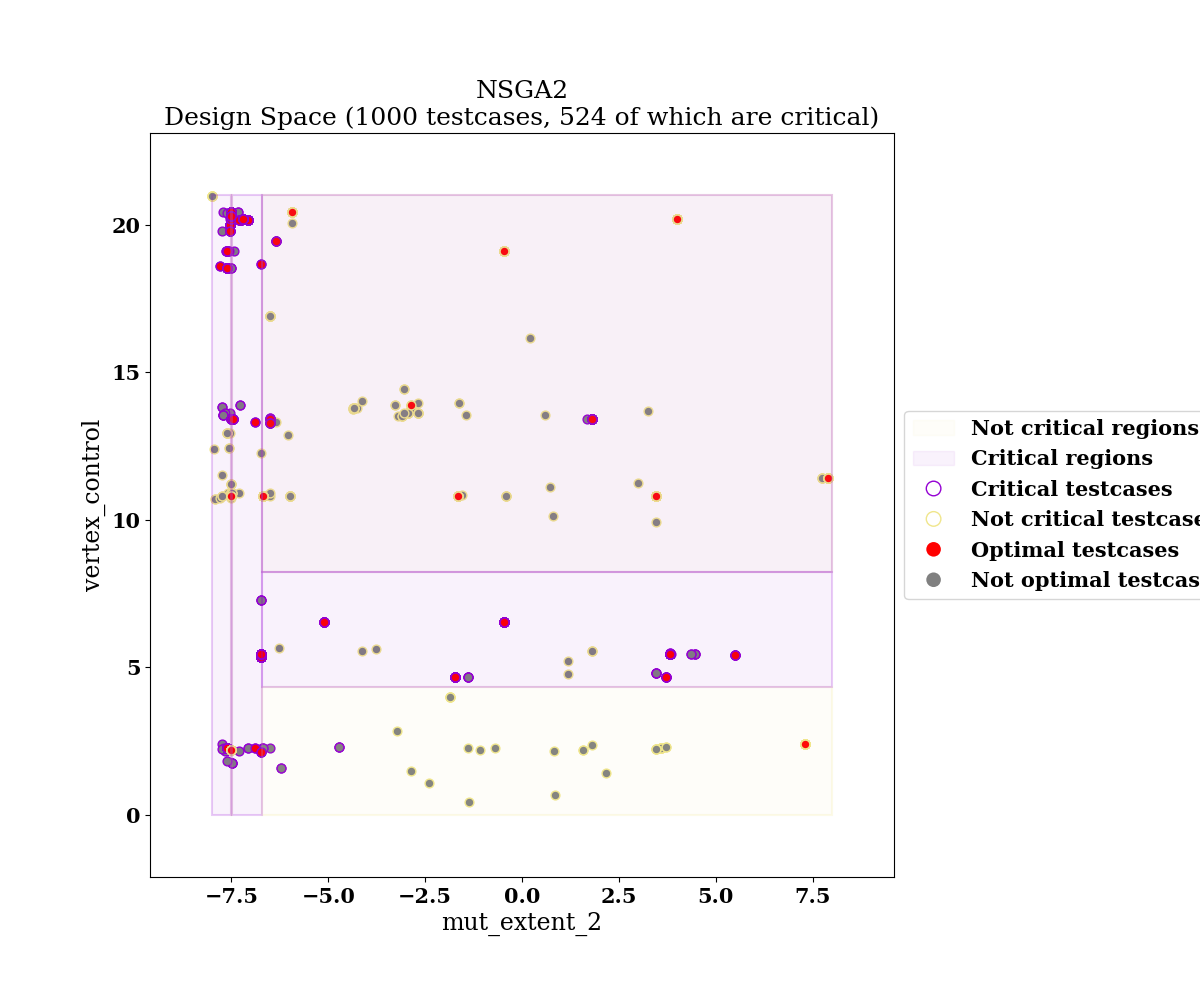 NSGA2
Design Space (1000 testcases, 524 of which are critical)
20
15
10
5
0
vertex_control
−7.5 −5.0 −2.5 0.0 2.5 5.0 7.5
mut_extent_2
Not critical regions
Critical regions
Critical testcases
Not critical testcase
Optimal testcases
Not optimal testcas